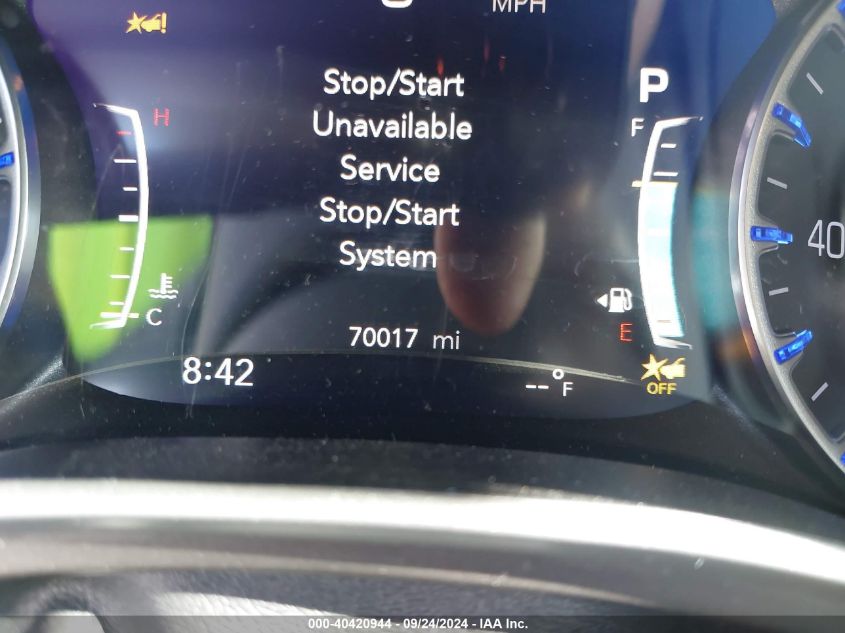 MPH
!
Stop/Start
P
H
Unavailable
F
Service
Stop/Start
40
System
C
E
70017 mi
8:42
--°F
OFF
000-40420944 - 09/24/2024 - IAA Inc.